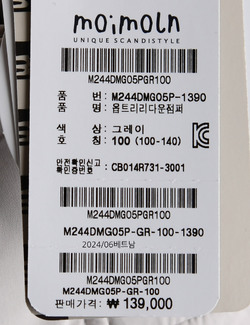 moimoln
UNIQUE SCANDISTYLE
M244DMG05PGR100
품 번 : M244DMG05P-1390
품 명 : 옴트리리다운점퍼
색 상 : 그레이
호 칭 : 100 (100-140)
안전확인신고
확인증번호 : CB014R731-3001
M244DMG05PGR100
M244DMG05P-GR-100-1390
2024/06베트남
M244DMG05PGR100
M244DMG05P-GR-100
판매가격: ₩ 139,000